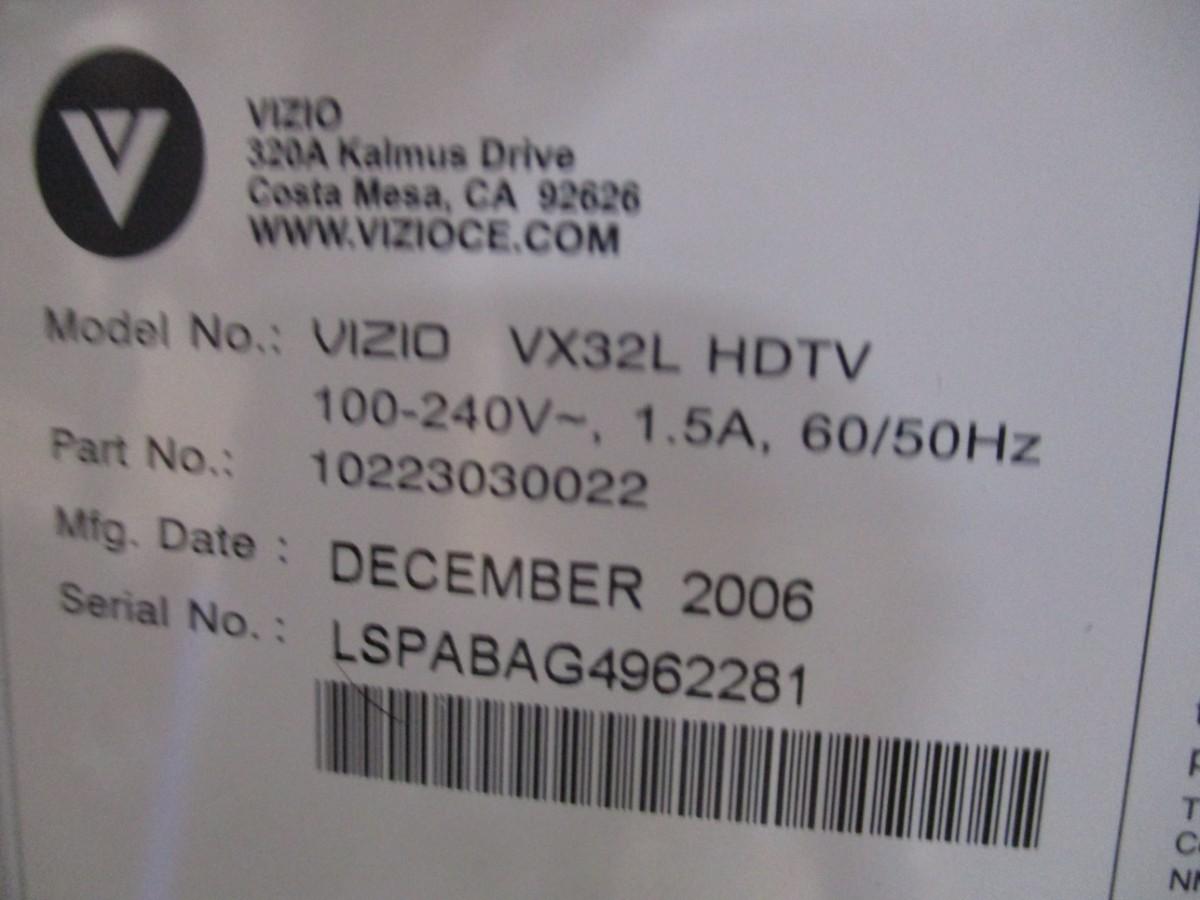 VIZIO
320A Kalmus Drive
Costa Mesa, CA 92626
WWW.VIZIOCE.COM
Model No.: VIZIO VX32L HDTV
100-240V~, 1.5A, 60/50Hz
Part No.: 10223030022
Mfg. Date : DECEMBER 2006
Serial No. : LSPABAG4962281